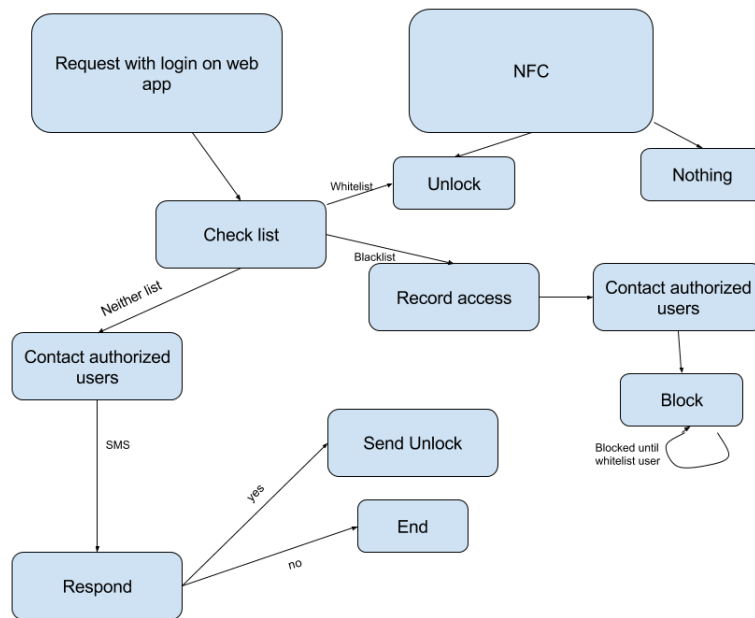 Request with login on web
app
NFC
Whitelist
Unlock
Nothing
Check list
Blacklist
Record access
Contact authorized
users
Neither list
Contact authorized
users
Block
Blocked until
whitelist user
SMS
Send Unlock
yes
End
no
Respond